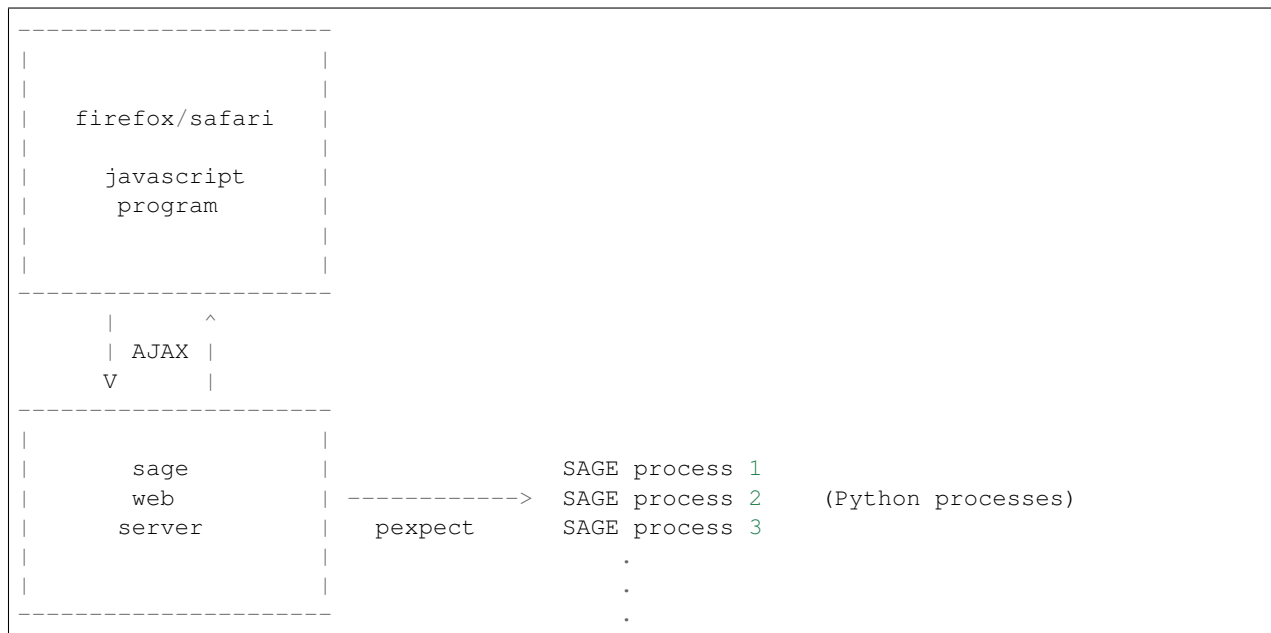 ----------------------
|                    |
|                    |
|   firefox/safari   |
|                    |
|     javascript     |
|      program       |
|                    |
|                    |
----------------------
      |      ^
      | AJAX |
      V      |
----------------------
|                    |
|       sage         |                SAGE process 1
|       web          | ------------>  SAGE process 2    (Python processes)
|      server        |   pexpect      SAGE process 3
|                    |                    .
|                    |                    .
----------------------                    .